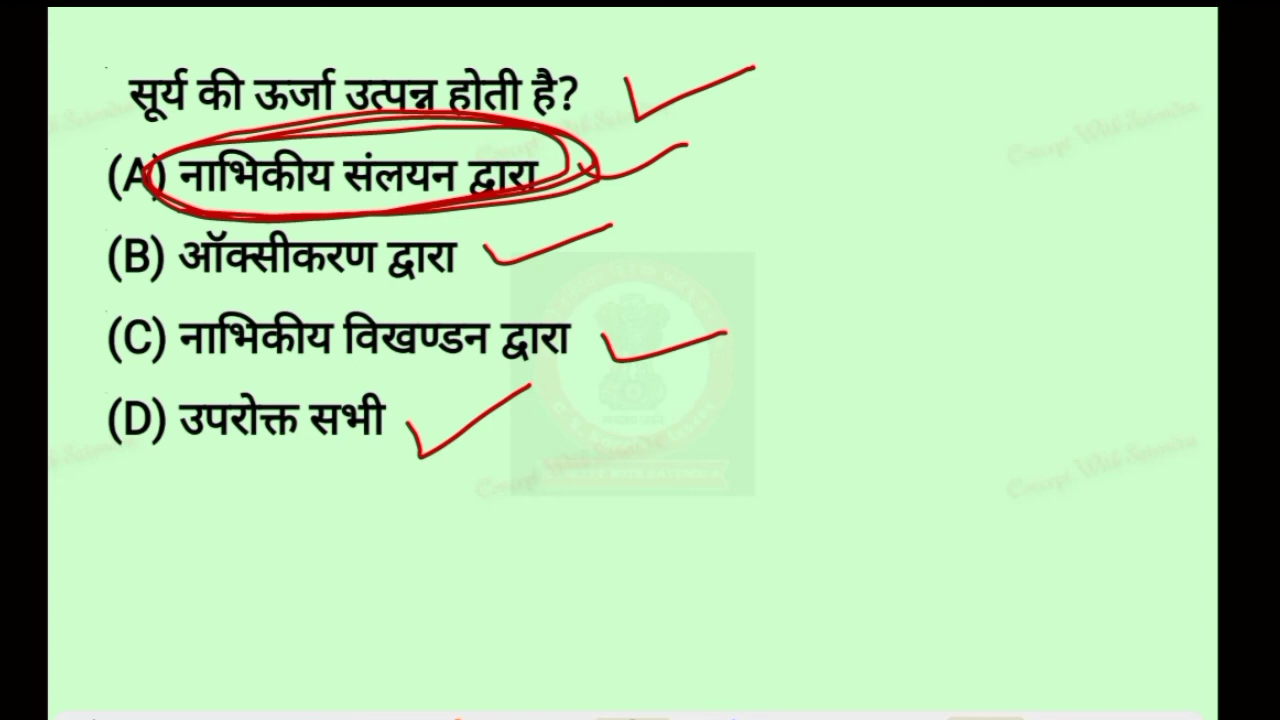 सूर्य की ऊर्जा उत्पन्न होती है?
(A) नाभिकीय संलयन द्वारा
(B) ऑक्सीकरण द्वारा
(C) नाभिकीय विखण्डन द्वारा
(D) उपरोक्त सभी